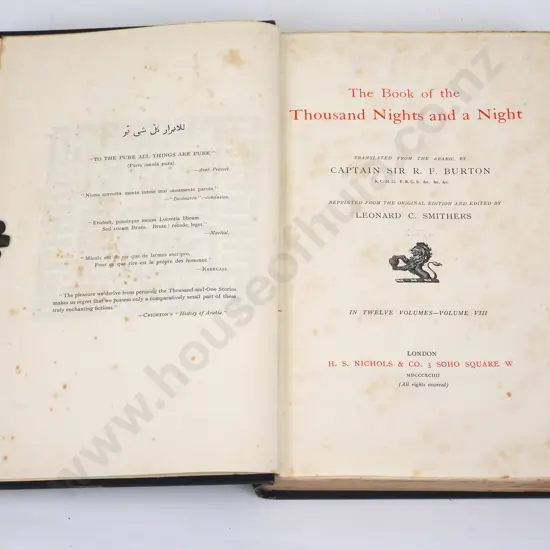 للابرار كلّ شي تو
"TO THE PURE ALL THINGS ARE PURE"
(Puris omnia pura)
—Arab Proverb.
"Niuna corrotta mente intese mai sanamente parole."
—"Decameron"—conclusion.
"Erubuit, posuitque meum Lucretia librum
Sed coram Bruto. Brute! recede, leget."
—Martial.
"Mieulx est de ris que de larmes escripre,
Pour ce que rire est le propre des hommes."
—RABELAIS.
"The pleasure we derive from perusing the Thousand-and-One Stories
makes us regret that we possess only a comparatively small part of these
truly enchanting fictions."
—CRICHTON'S "History of Arabia."
The Book of the
Thousand Nights and a Night
TRANSLATED FROM THE ARABIC BY
CAPTAIN SIR R. F. BURTON
K.C.M.G. F.R.G.S. &c. &c. &c.
REPRINTED FROM THE ORIGINAL EDITION AND EDITED BY
LEONARD C. SMITHERS
IN TWELVE VOLUMES—VOLUME VIII
LONDON
H. S. NICHOLS & CO. 3 SOHO SQUARE W
MDCCCXCIIII
(All rights reserved)
www.houseofhunt.co.nz